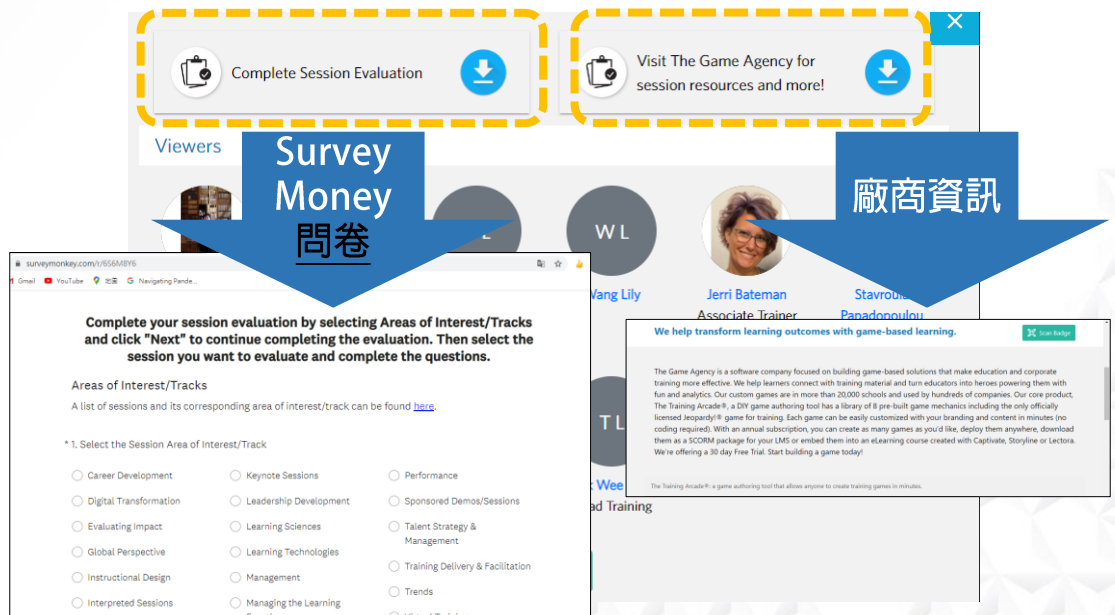 ×
Complete Session Evaluation
Visit The Game Agency for
session resources and more!
Viewers
Survey
Money
問卷
廠商資訊
WL
Wang Lily
Jerri Bateman
Associate Trainer
Stavroula
Papadopoulou
surveymonkey.com/r/6S6M8Y6
Gmail YouTube 地圖 Navigating Pande...
Complete your session evaluation by selecting Areas of Interest/Tracks
and click "Next" to continue completing the evaluation. Then select the
session you want to evaluate and complete the questions.
Areas of Interest/Tracks
A list of sessions and its corresponding area of interest/track can be found here.
* 1. Select the Session Area of Interest/Track
Career Development
Digital Transformation
Evaluating Impact
Global Perspective
Instructional Design
Interpreted Sessions
Keynote Sessions
Leadership Development
Learning Sciences
Learning Technologies
Management
Managing the Learning
Performance
Sponsored Demos/Sessions
Talent Strategy &
Management
Training Delivery & Facilitation
Trends
We help transform learning outcomes with game-based learning.
Scan Badge
The Game Agency is a software company focused on building game-based solutions that make education and corporate
training more effective. We help learners connect with training material and turn educators into heroes powering them with
fun and analytics. Our custom games are in more than 20,000 schools and used by hundreds of companies. Our core product,
The Training Arcade®, a DIY game authoring tool has a library of 8 pre-built game mechanics including the only officially
licensed Jeopardy!® game for training. Each game can be easily customized with your branding and content in minutes (no
coding required). With an annual subscription, you can create as many games as you'd like, deploy them anywhere, download
them as a SCORM package for your LMS or embed them into an eLearning course created with Captivate, Storyline or Lectora.
We're offering a 30 day Free Trial. Start building a game today!
The Training Arcade®: a game authoring tool that allows anyone to create training games in minutes.
TL
Wee
ad Training